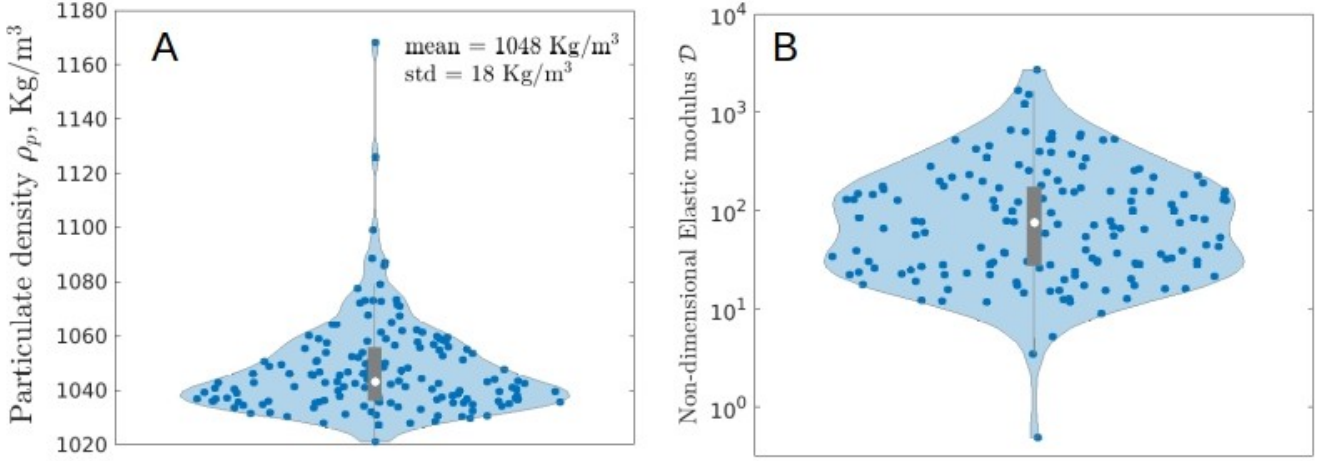 A
mean = 1048 Kg/m³
std = 18 Kg/m³
Particulate density ρₚ, Kg/m³
1180
1160
1140
1120
1100
1080
1060
1040
1020
B
Non-dimensional Elastic modulus 𝒟
10⁴
10³
10²
10¹
10⁰